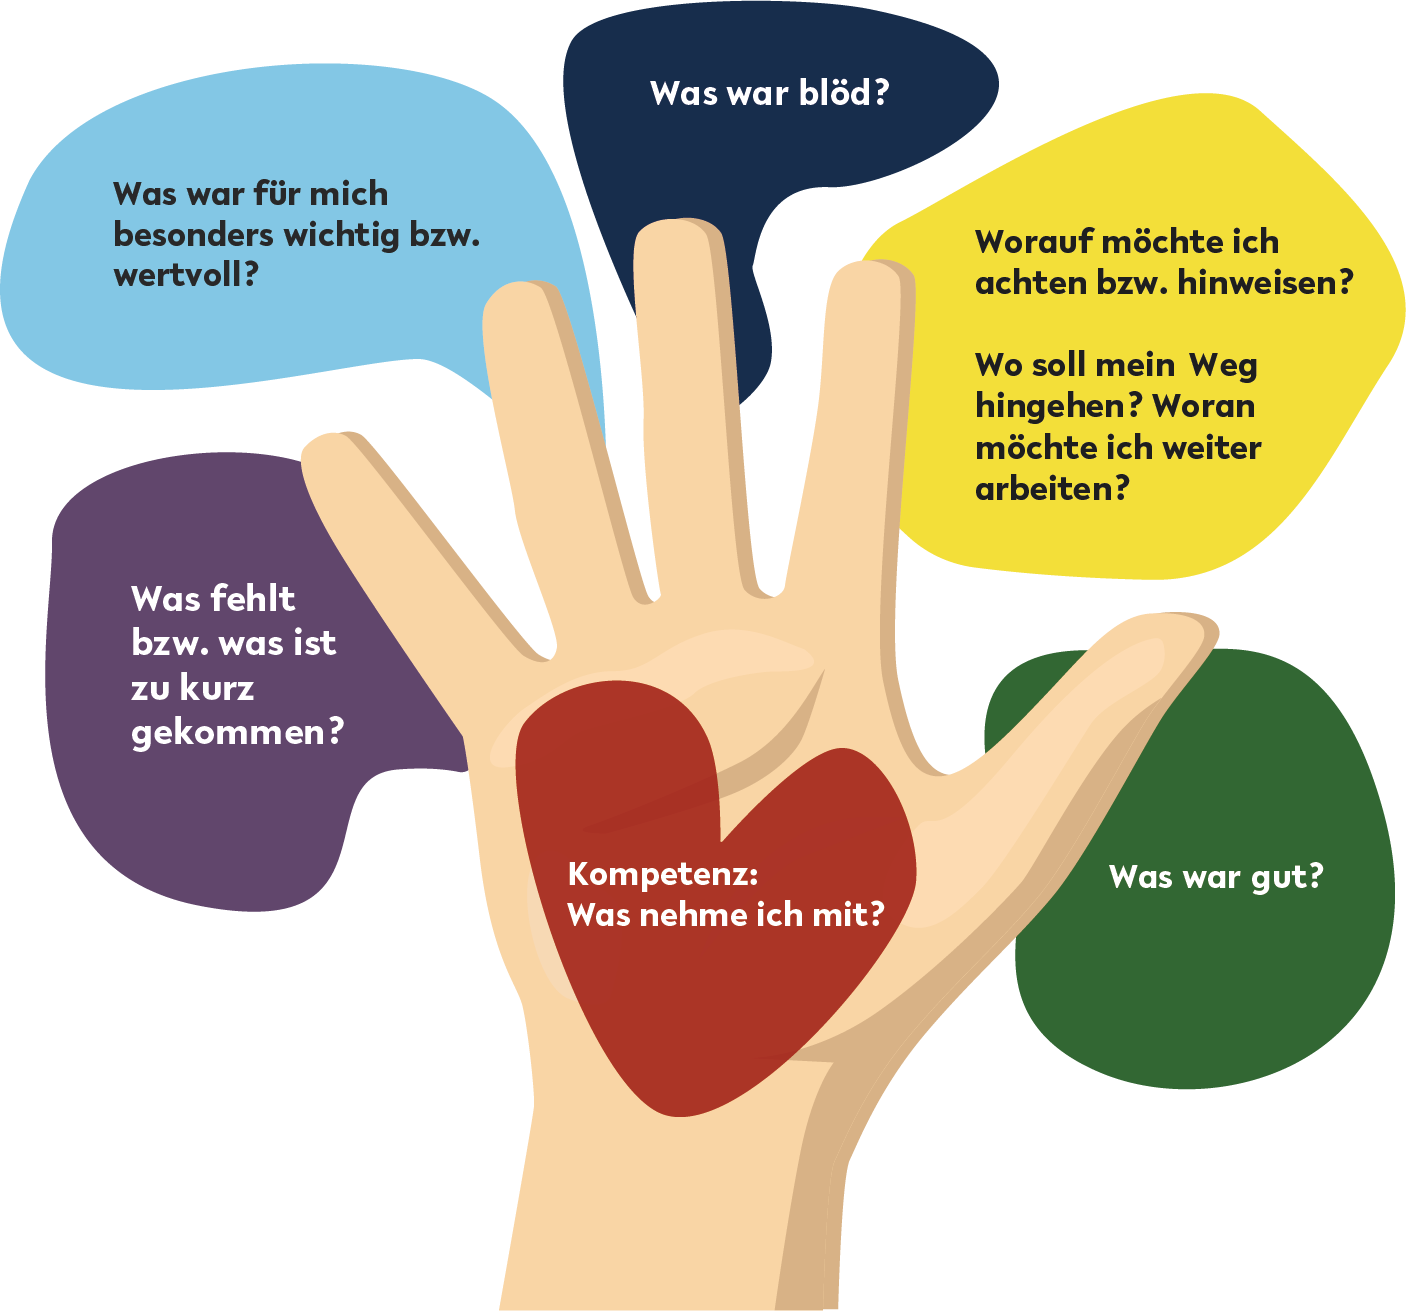 Was war blöd?
Was war für mich
besonders wichtig bzw.
wertvoll?
Worauf möchte ich
achten bzw. hinweisen?
Wo soll mein Weg
hingehen? Woran
möchte ich weiter
arbeiten?
Was fehlt
bzw. was ist
zu kurz
gekommen?
Kompetenz:
Was nehme ich mit?
Was war gut?